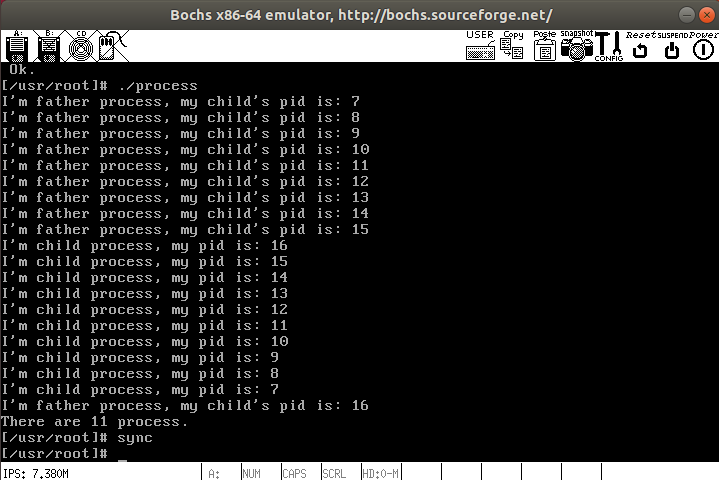 Bochs x86-64 emulator, http://bochs.sourceforge.net/
A: B: CD USER Copy Paste snapshot CONFIG Reset SUSPEND Power
Ok.
[/usr/root]# ./process
I'm father process, my child's pid is: 7
I'm father process, my child's pid is: 8
I'm father process, my child's pid is: 9
I'm father process, my child's pid is: 10
I'm father process, my child's pid is: 11
I'm father process, my child's pid is: 12
I'm father process, my child's pid is: 13
I'm father process, my child's pid is: 14
I'm father process, my child's pid is: 15
I'm child process, my pid is: 16
I'm child process, my pid is: 15
I'm child process, my pid is: 14
I'm child process, my pid is: 13
I'm child process, my pid is: 12
I'm child process, my pid is: 11
I'm child process, my pid is: 10
I'm child process, my pid is: 9
I'm child process, my pid is: 8
I'm child process, my pid is: 7
I'm father process, my child's pid is: 16
There are 11 process.
[/usr/root]# sync
[/usr/root]# _
IPS: 7.380M A: NUM CAPS SCRL HD:0-M